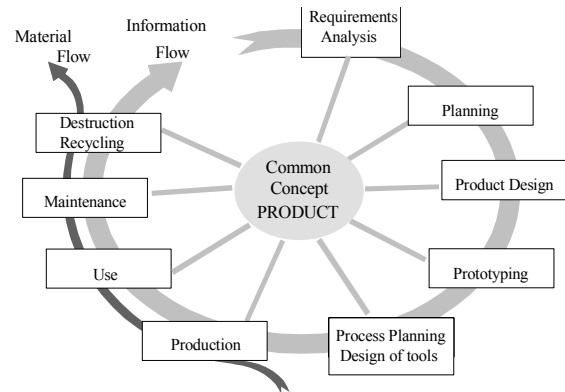 Material
Flow
Information
Flow
Requirements
Analysis
Planning
Product Design
Prototyping
Process Planning
Design of tools
Production
Use
Maintenance
Destruction
Recycling
Common
Concept
PRODUCT